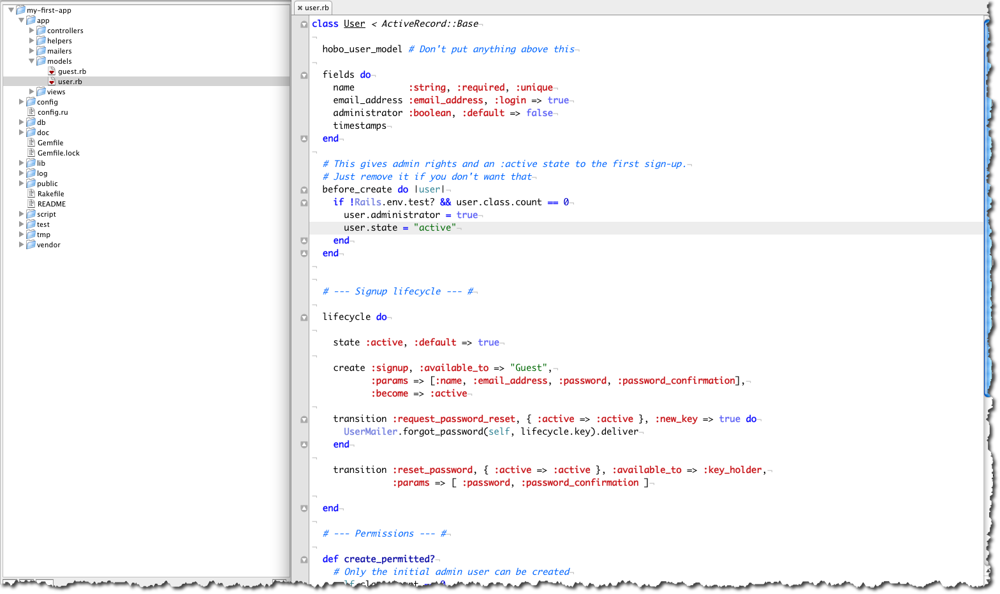 my-first-app
app
controllers
helpers
mailers
models
guest.rb
user.rb
views
config
config.ru
db
doc
Gemfile
Gemfile.lock
lib
log
public
Rakefile
README
script
test
tmp
vendor
user.rb
class User < ActiveRecord::Base
hobo_user_model # Don't put anything above this
fields do
name :string, :required, :unique
email_address :email_address, :login => true
administrator :boolean, :default => false
timestamps
end
# This gives admin rights and an :active state to the first sign-up.
# Just remove it if you don't want that
before_create do |user|
if !Rails.env.test? && user.class.count == 0
user.administrator = true
user.state = "active"
end
end
# --- Signup lifecycle --- #
lifecycle do
state :active, :default => true
create :signup, :available_to => "Guest",
:params => [:name, :email_address, :password, :password_confirmation],
:become => :active
transition :request_password_reset, { :active => :active }, :new_key => true do
UserMailer.forgot_password(self, lifecycle.key).deliver
end
transition :reset_password, { :active => :active }, :available_to => :key_holder,
:params => [ :password, :password_confirmation ]
end
# --- Permissions --- #
def create_permitted?
# Only the initial admin user can be created